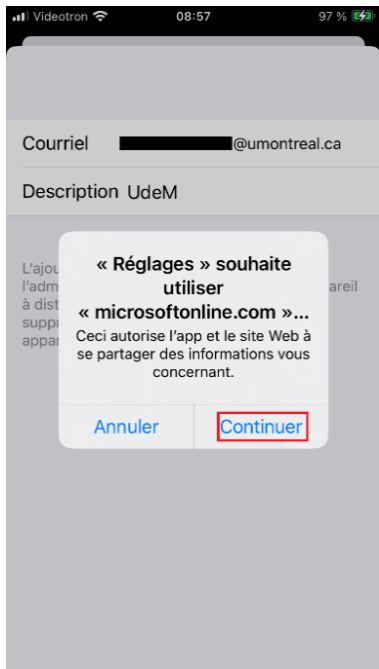 Videotron 08:57 97 %
Courriel @umontreal.ca
Description UdeM
« Réglages » souhaite
utiliser
« microsoftonline.com »...
Ceci autorise l'app et le site Web à
se partager des informations vous
concernant.
L'ajou areil
l'adm
à dist
suppr
appar
Annuler Continuer